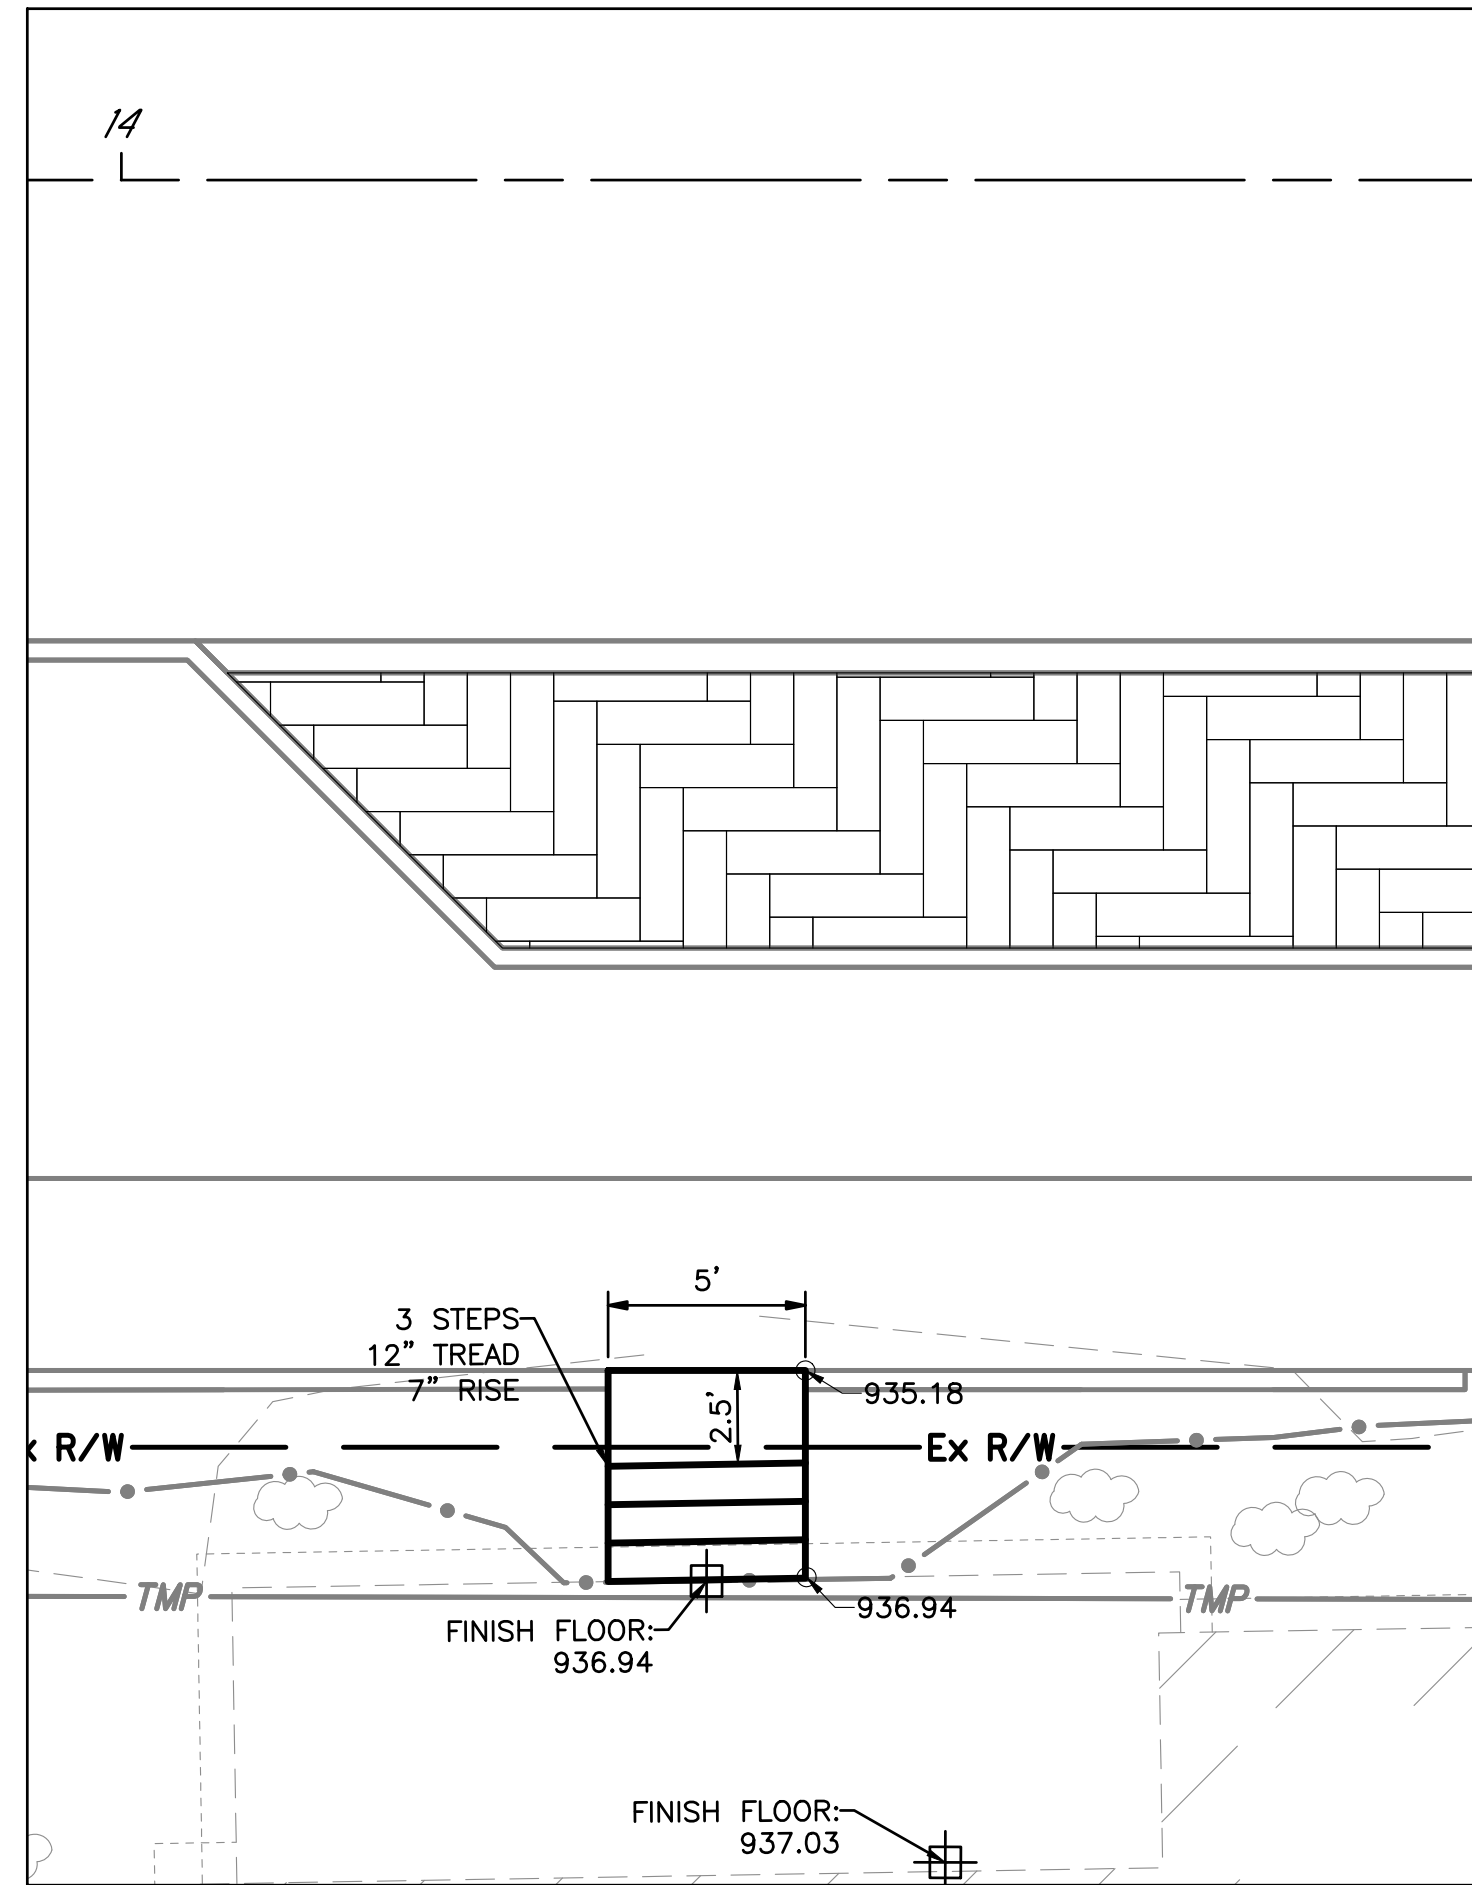 14
5'
3 STEPS
12" TREAD
7" RISE
2.5'
935.18
x R/W
Ex R/W
TMP
TMP
936.94
FINISH FLOOR:
936.94
FINISH FLOOR:
937.03